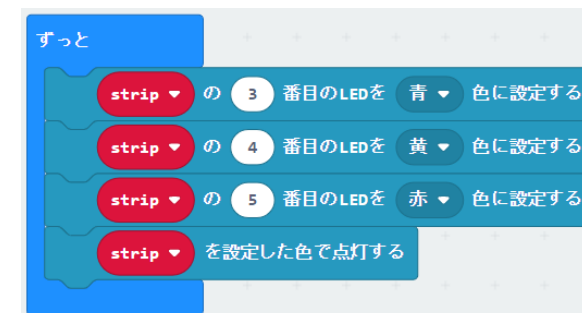 ずっと
strip の 3 番目のLEDを 青 色に設定する
strip の 4 番目のLEDを 黄 色に設定する
strip の 5 番目のLEDを 赤 色に設定する
strip を設定した色で点灯する